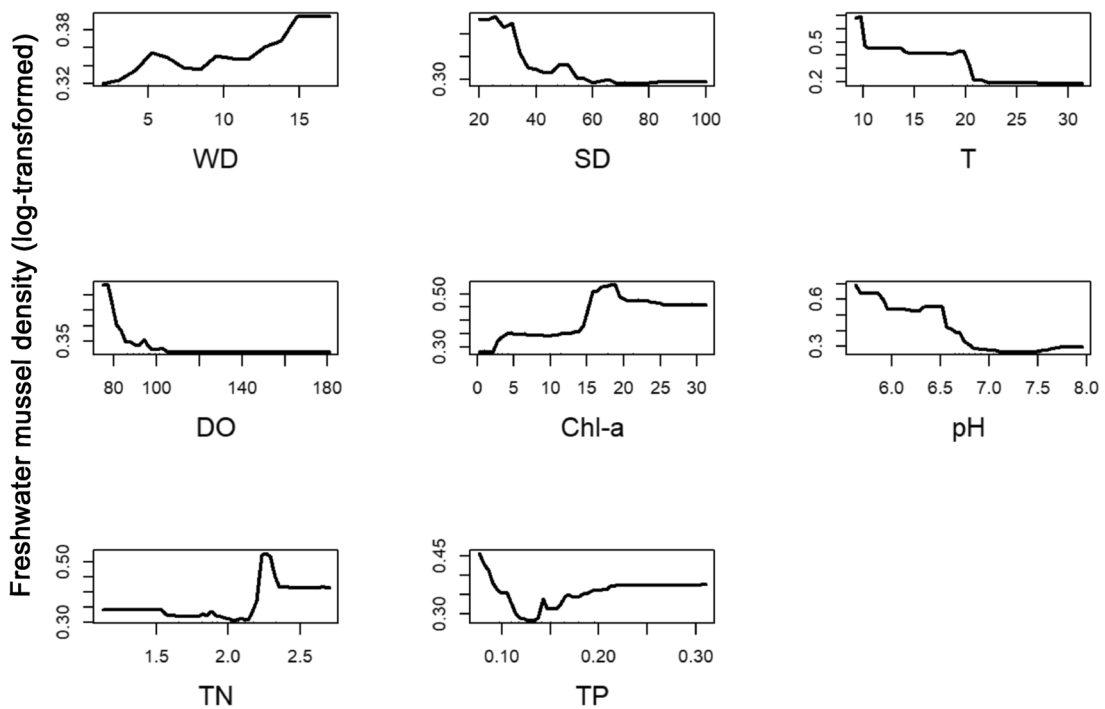 Freshwater mussel density (log-transformed)
0.32 0.38
5 10 15
WD
0.30
20 40 60 80 100
SD
0.2 0.5
10 15 20 25 30
T
0.35
80 100 140 180
DO
0.30 0.50
0 5 10 15 20 25 30
Chl-a
0.3 0.6
6.0 6.5 7.0 7.5 8.0
pH
0.30 0.50
1.5 2.0 2.5
TN
0.30 0.45
0.10 0.20 0.30
TP